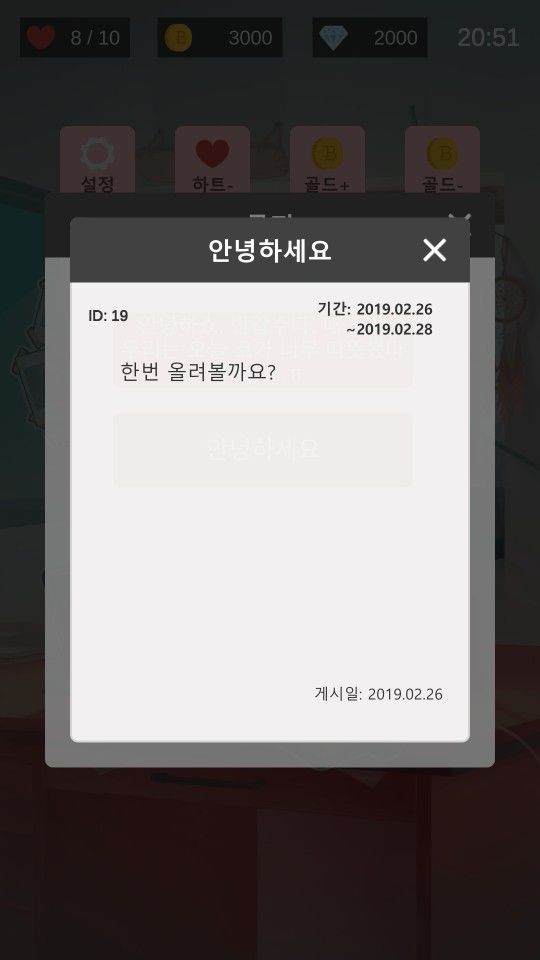 8 / 10
3000
2000
20:51
설정
하트-
골드+
골드-
안녕하세요
ID: 19
기간: 2019.02.26
~2019.02.28
한번 올려볼까요?
안녕하세요
게시일: 2019.02.26